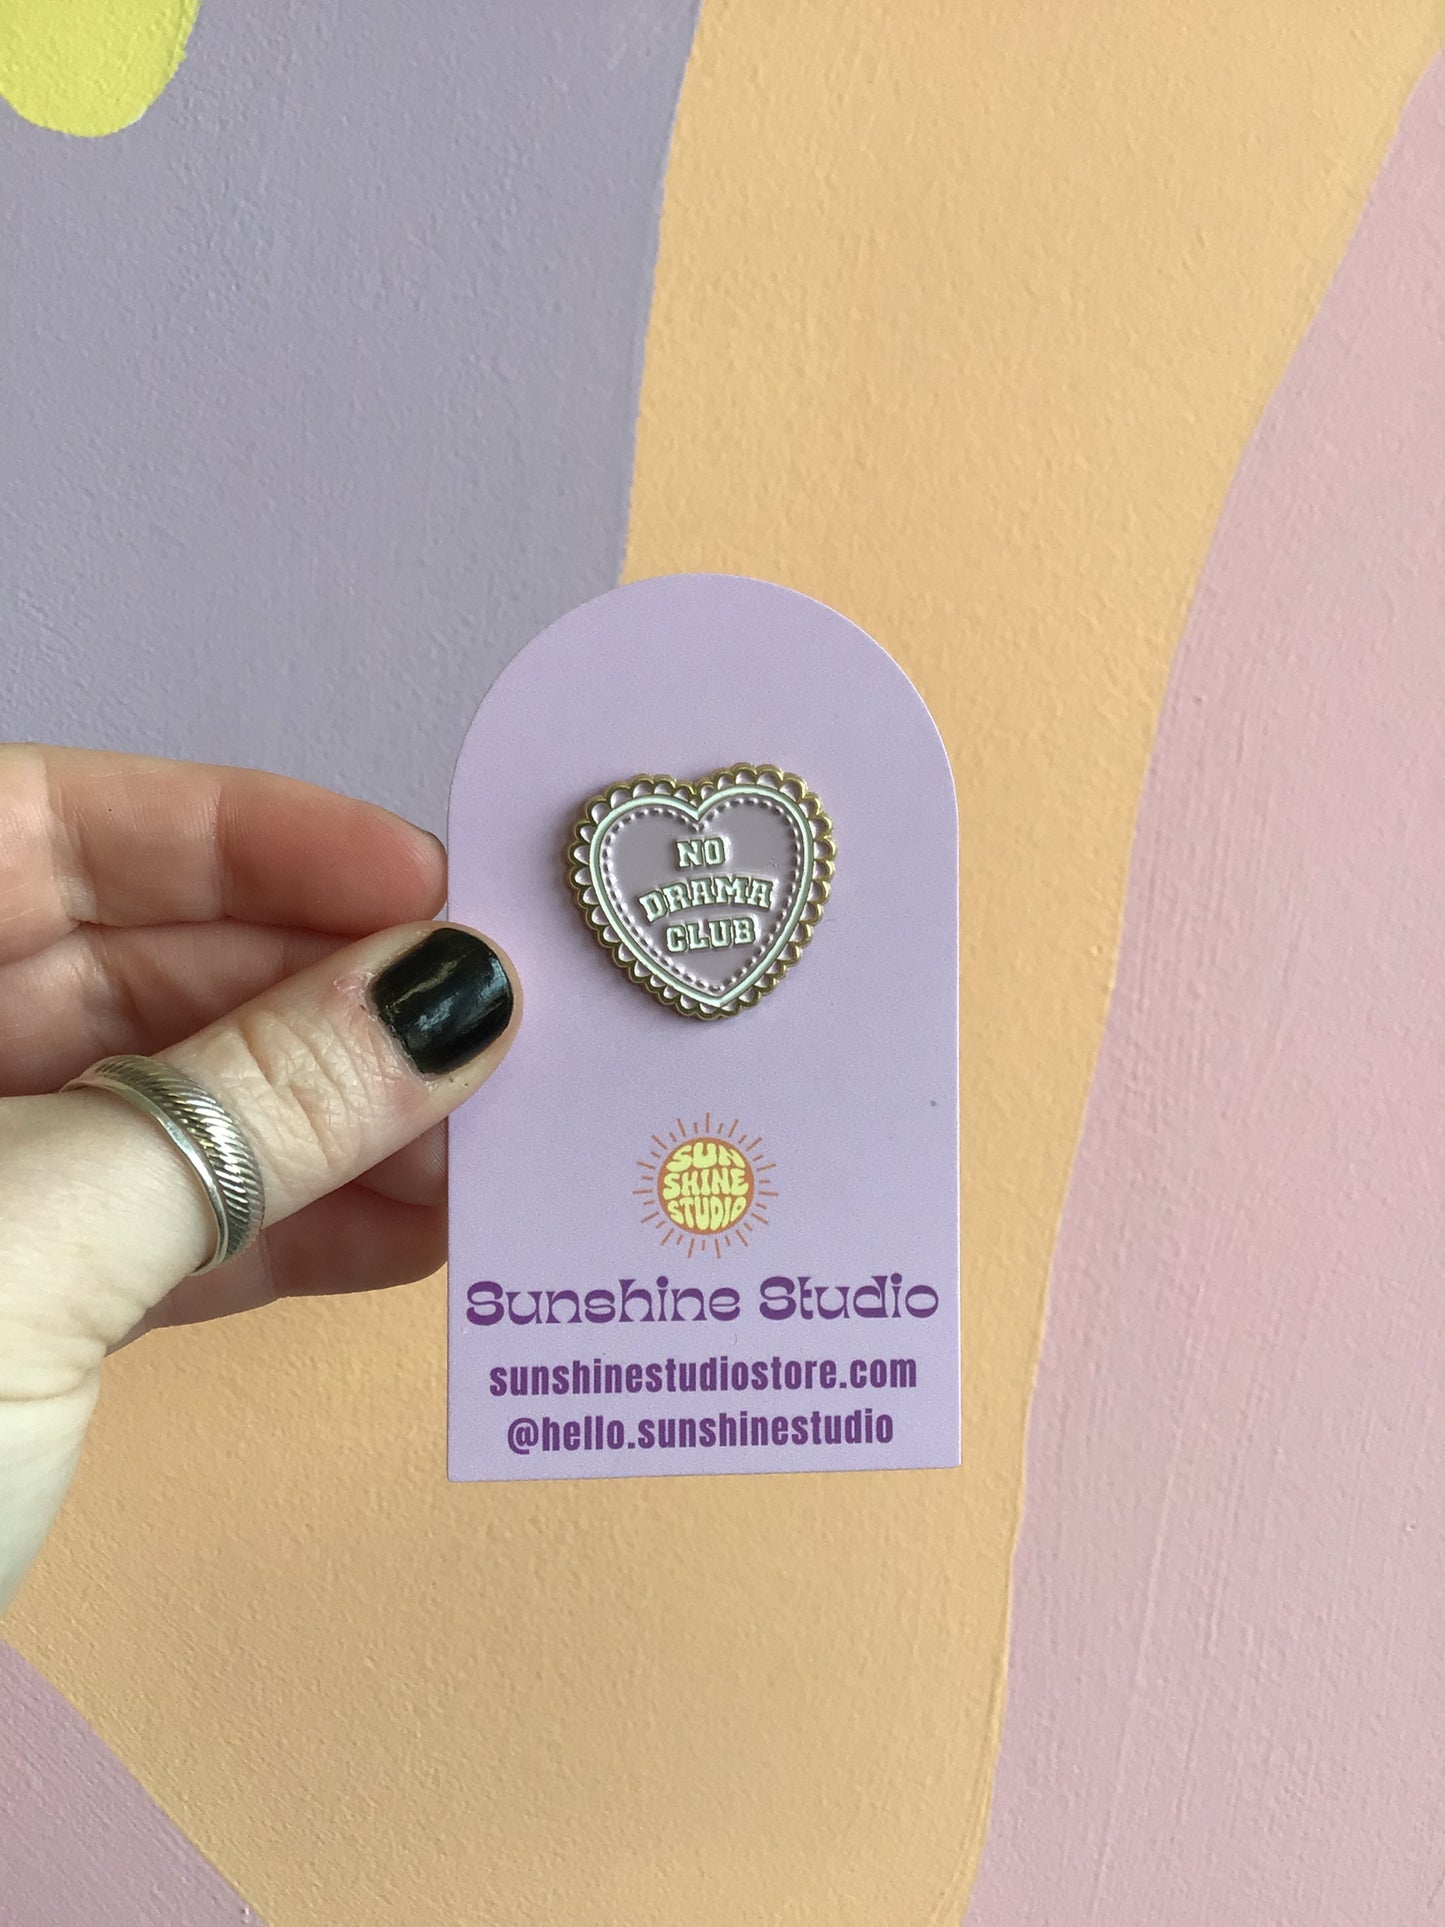 NO
DRAMA
CLUB
SUN
SHINE
STUDIO
Sunshine Studio
sunshinestudiostore.com
@hello.sunshinestudio